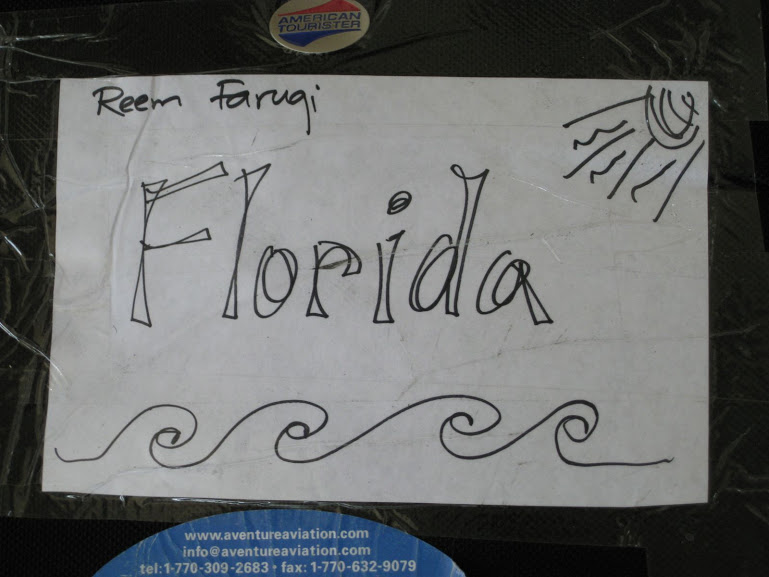 AMERICAN
TOURISTER
Reem Faruqi
Florida
www.aventureaviation.com
info@aventureaviation.com
tel:1-770-309-2683 • fax: 1-770-632-9079